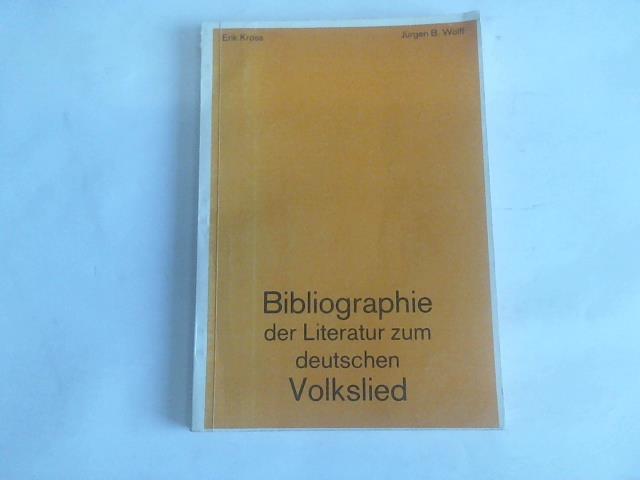 Erik Kross
Jürgen B. Wolff
Bibliographie
der Literatur zum
deutschen
Volkslied